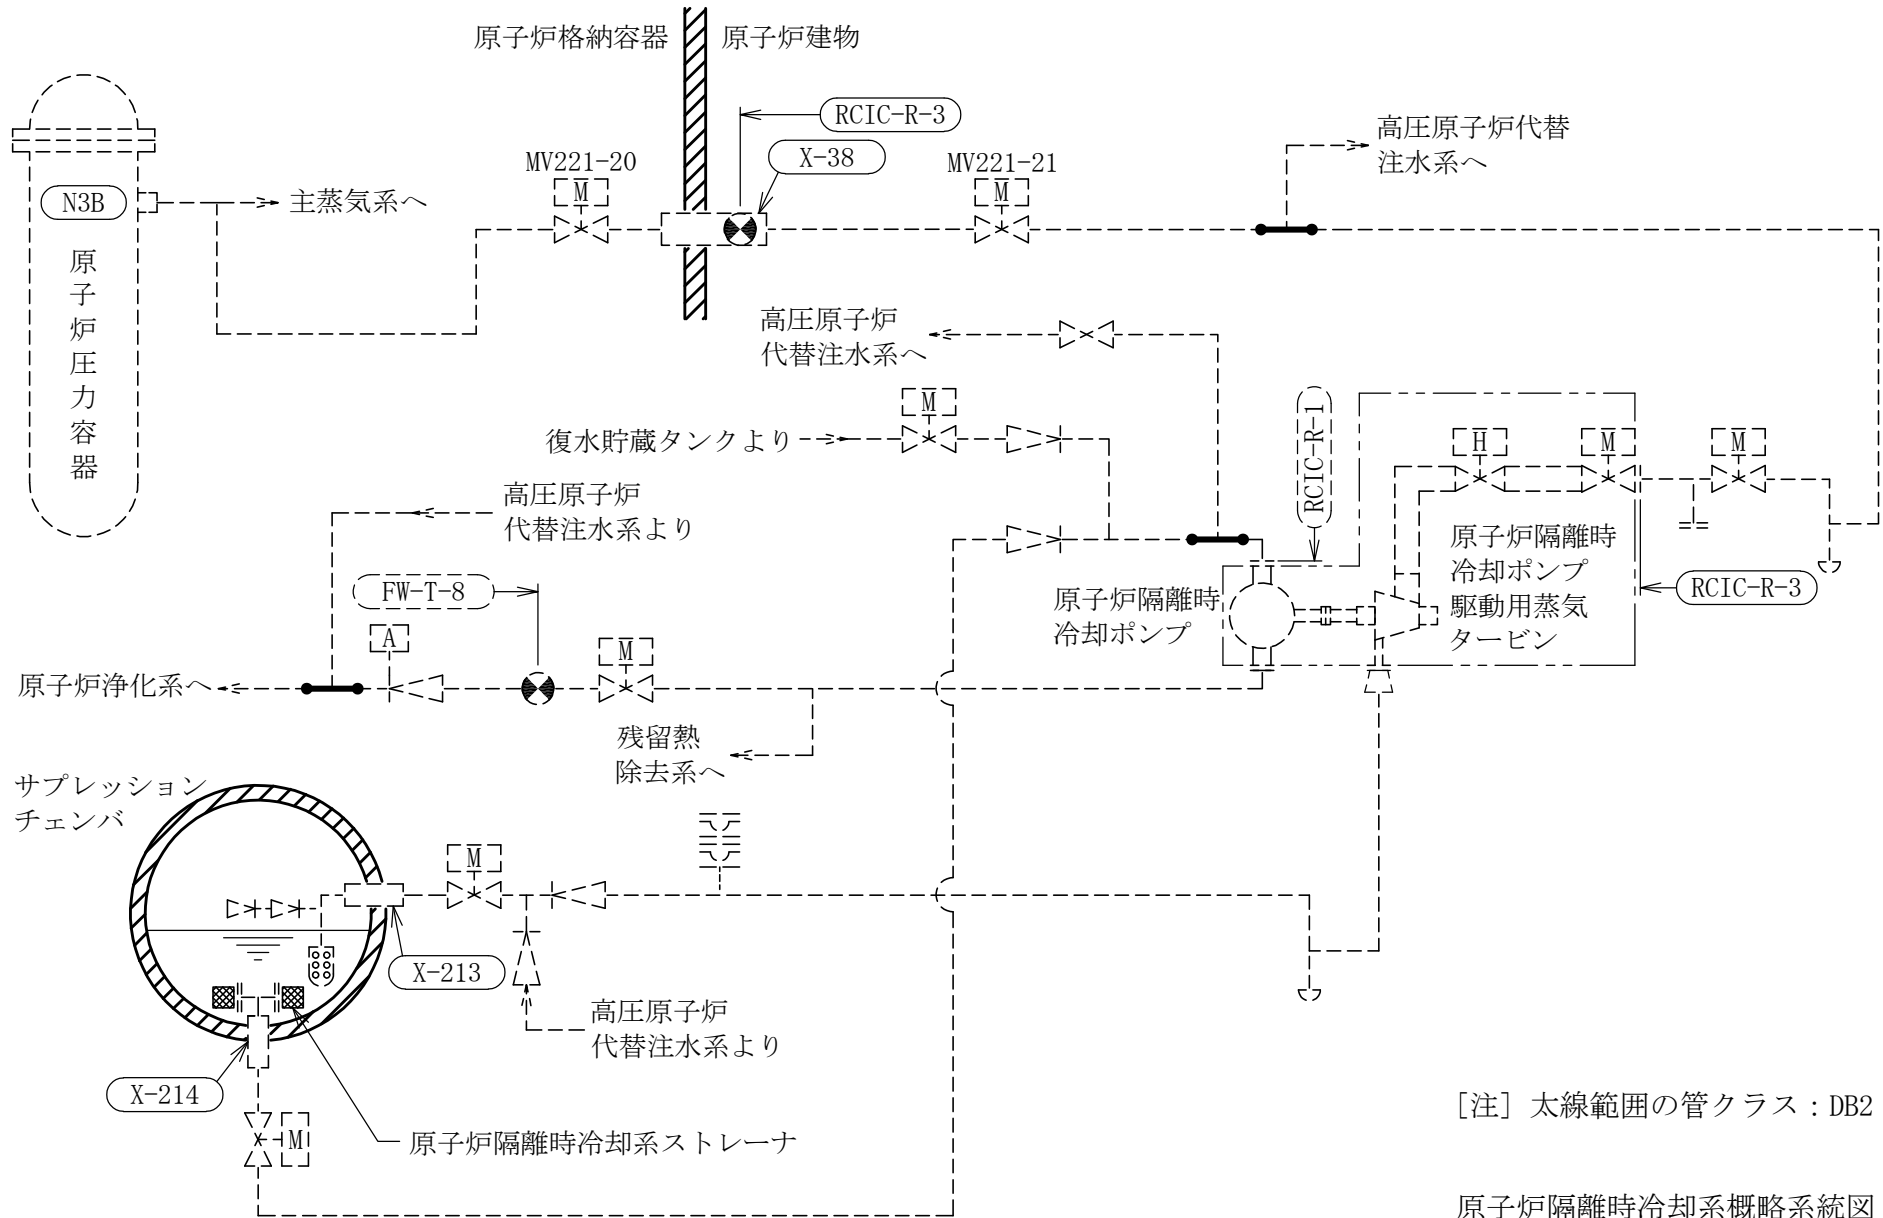 原子炉格納容器
原子炉建物
RCIC-R-3
X-38
MV221-20
M
MV221-21
M
高圧原子炉代替
注水系へ
N3B
主蒸気系へ
原子炉圧力容器
高圧原子炉
代替注水系へ
M
復水貯蔵タンクより
RCIC-R-1
H
M
M
高圧原子炉
代替注水系より
原子炉隔離時
冷却ポンプ
駆動用蒸気
タービン
RCIC-R-3
原子炉隔離時
冷却ポンプ
FW-T-8
A
M
原子炉浄化系へ
残留熱
除去系へ
サプレッション
チェンバ
M
X-213
高圧原子炉
代替注水系より
X-214
M
原子炉隔離時冷却系ストレーナ
[注] 太線範囲の管クラス：DB2
原子炉隔離時冷却系概略系統図